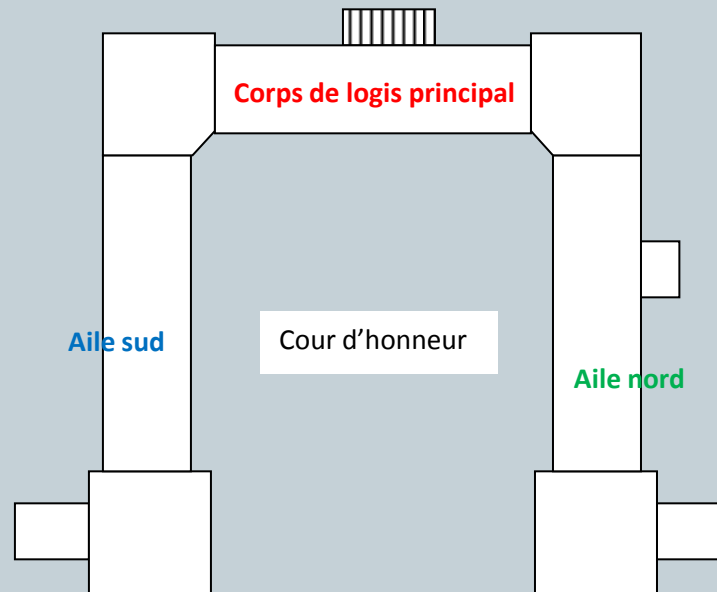 Corps de logis principal
Aile sud
Cour d’honneur
Aile nord